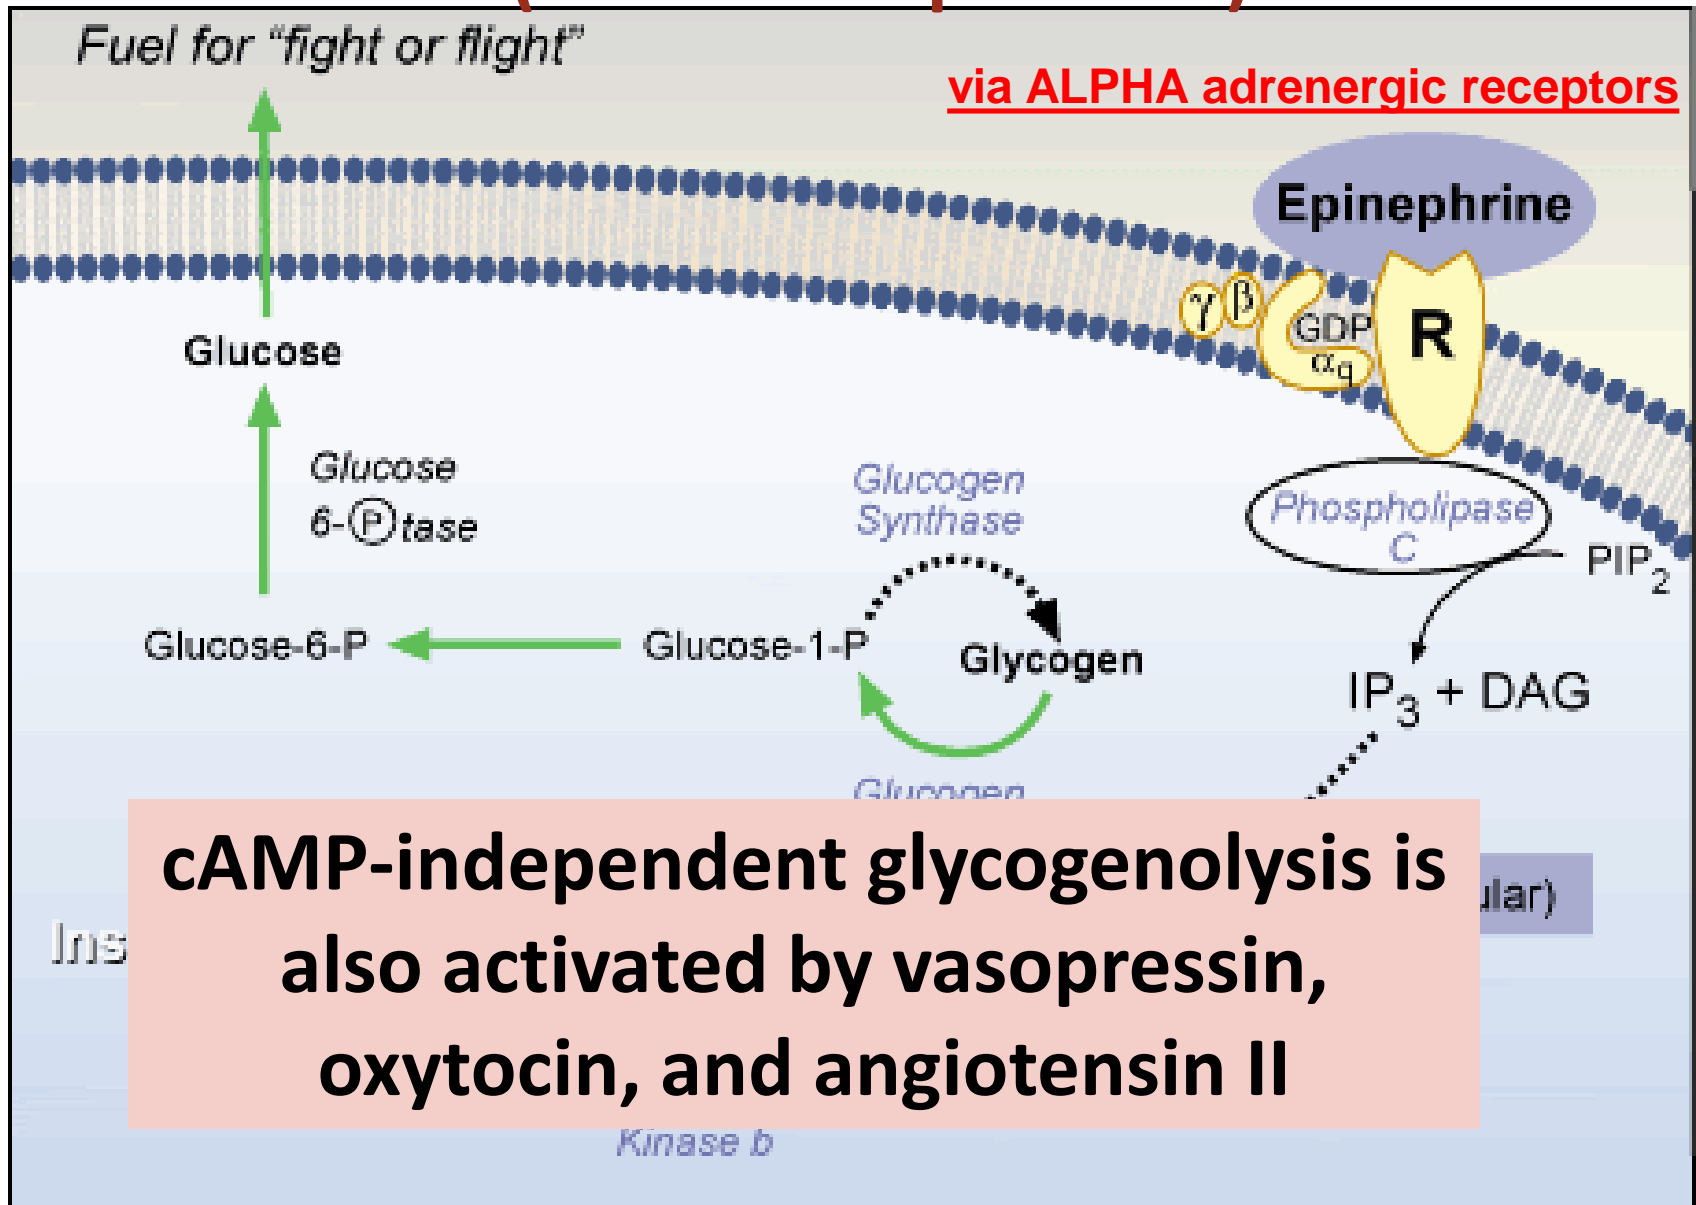 Fuel for “fight or flight”
via ALPHA adrenergic receptors
Epinephrine
γ β
GDP
R
αq
Glucose
Glucose
6-Ⓟtase
Glucogen
Synthase
Phospholipase
C
PIP2
Glucose-6-P
Glucose-1-P
Glycogen
IP3 + DAG
Glucogen
cAMP-independent glycogenolysis is
also activated by vasopressin,
oxytocin, and angiotensin II
Kinase b